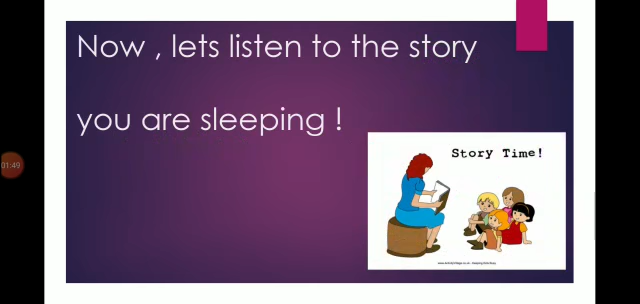 Now , lets listen to the story
you are sleeping !
Story Time!
01:49